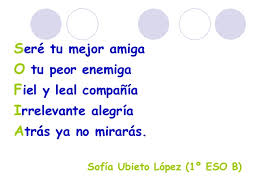 Seré tu mejor amiga
O tu peor enemiga
Fiel y leal compañía
Irrelevante alegría
Atrás ya no mirarás.
Sofía Ubieto López (1º ESO B)